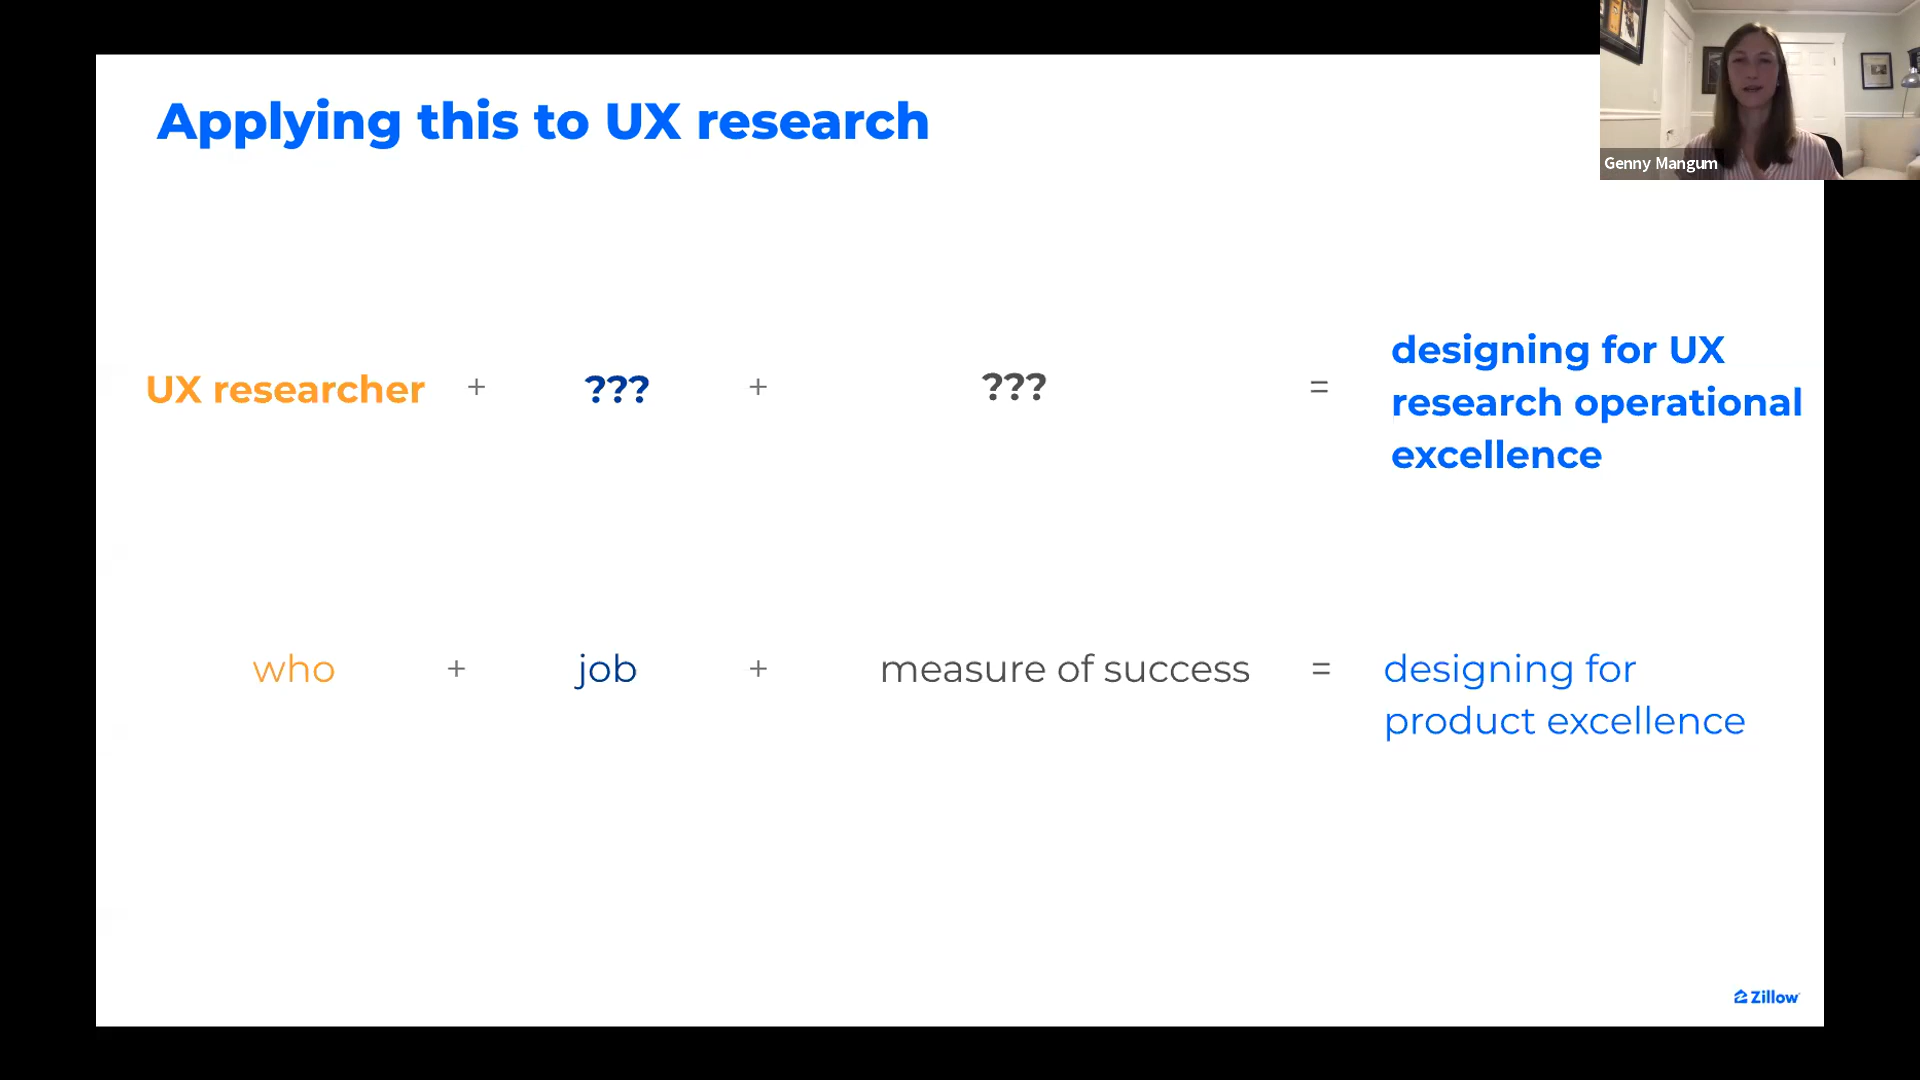 Applying this to UX research
Genny Mangum
UX researcher + ??? + ??? = designing for UX
research operational
excellence
who + job + measure of success = designing for
product excellence
Zillow